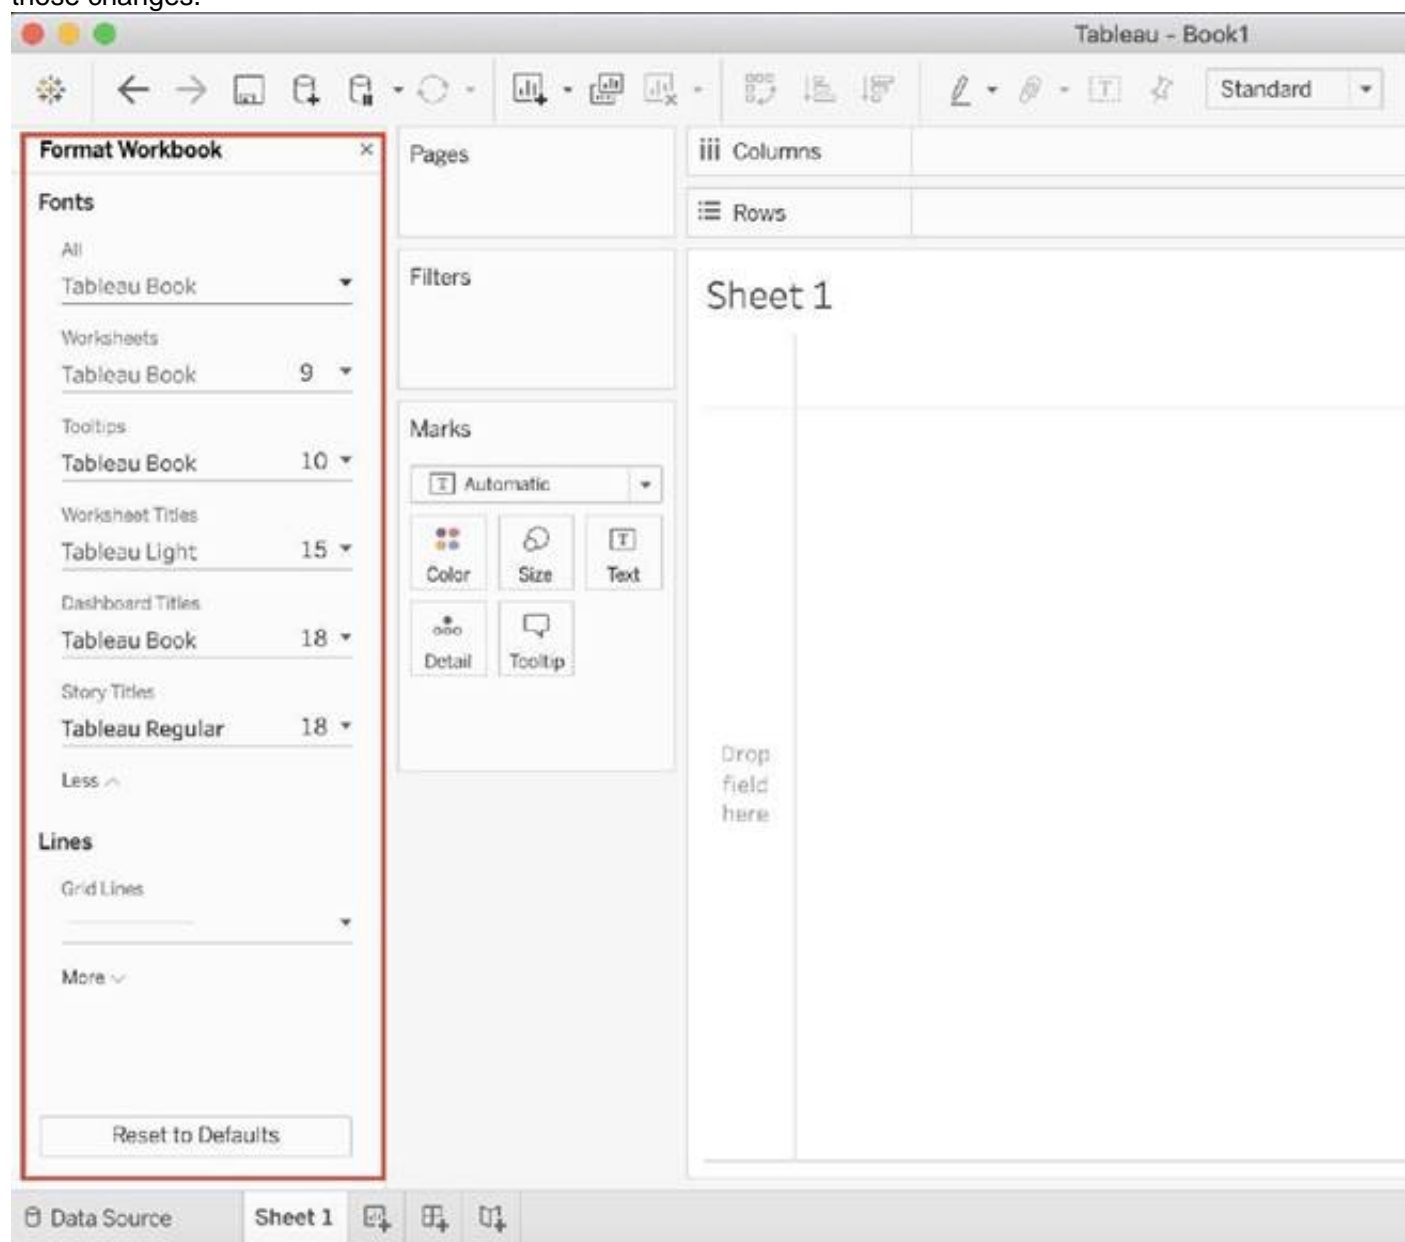 those changes.
Tableau - Book1
Standard
Format Workbook ×
Fonts
All
Tableau Book
Worksheets
Tableau Book 9
Tooltips
Tableau Book 10
Worksheet Titles
Tableau Light 15
Dashboard Titles
Tableau Book 18
Story Titles
Tableau Regular 18
Less
Lines
Grid Lines
More
Reset to Defaults
Pages
Filters
Marks
Automatic
Color Size Text
Detail Tooltip
Columns
Rows
Sheet 1
Drop
field
here
Data Source Sheet 1